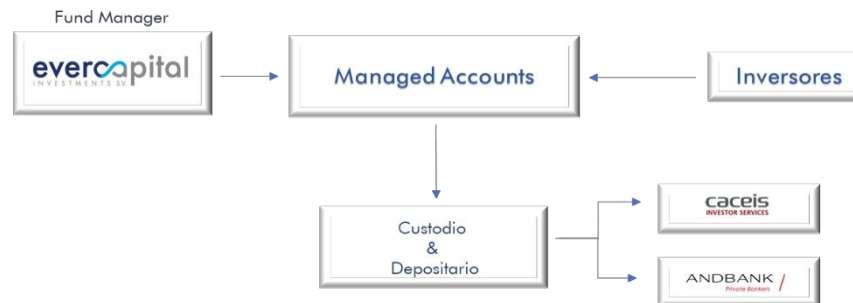 Fund Manager
evercapital
INVESTMENTS SV.
Managed Accounts
Inversores
Custodio
&
Depositario
caceis
INVESTOR SERVICES
ANDBANK /
Private Bankers